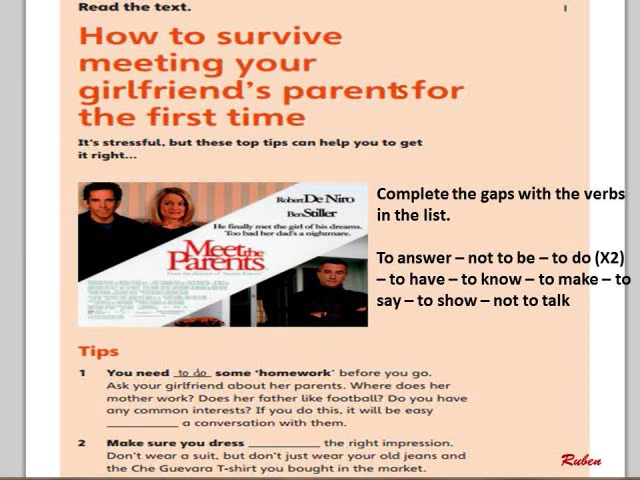 Read the text.
1
How to survive
meeting your
girlfriend's parents for
the first time
It's stressful, but these top tips can help you to get
it right...
Robert De Niro
Ben Stiller
He finally met the girl of his dreams.
Too bad her dad's a nightmare.
Meet the
Parents
Complete the gaps with the verbs
in the list.
To answer – not to be – to do (X2)
– to have – to know – to make – to
say – to show – not to talk
Tips
1 You need to do some 'homework' before you go.
Ask your girlfriend about her parents. Where does her
mother work? Does her father like football? Do you have
any common interests? If you do this, it will be easy
____________ a conversation with them.
2 Make sure you dress ____________ the right impression.
Don't wear a suit, but don't just wear your old jeans and
the Che Guevara T-shirt you bought in the market.
Ruben